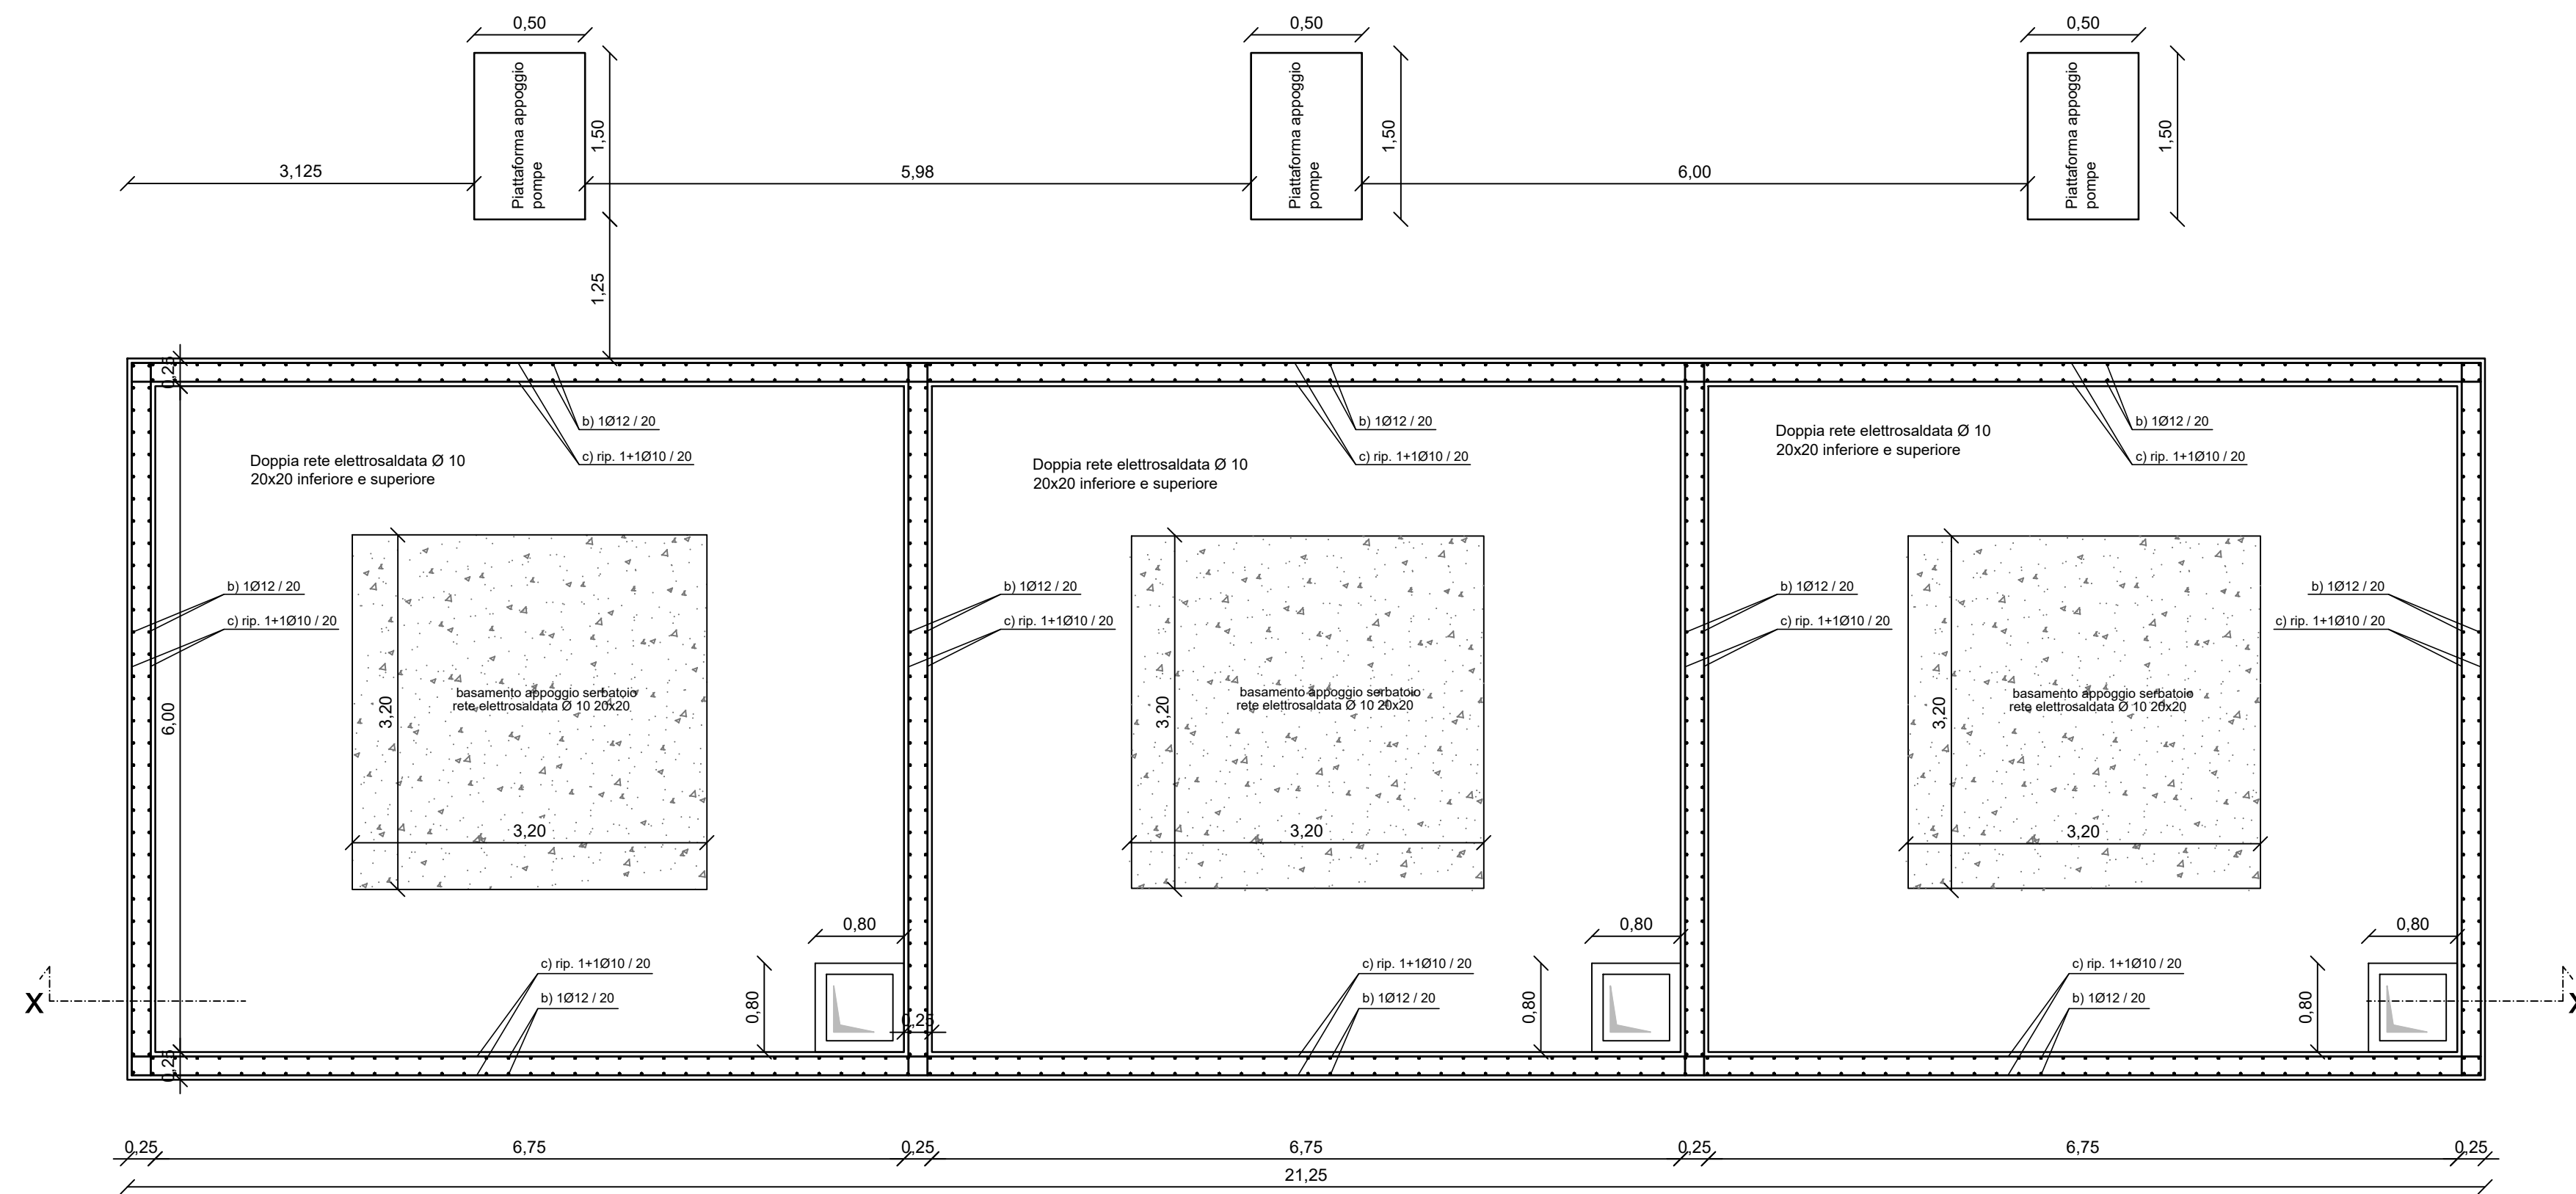 0,50
0,50
0,50
Piattaforma appoggio
pompe
1,50
Piattaforma appoggio
pompe
1,50
Piattaforma appoggio
pompe
1,50
3,125
5,98
6,00
1,25
0,25
b) 1Ø12 / 20
c) rip. 1+1Ø10 / 20
b) 1Ø12 / 20
c) rip. 1+1Ø10 / 20
b) 1Ø12 / 20
c) rip. 1+1Ø10 / 20
Doppia rete elettrosaldata Ø 10
20x20 inferiore e superiore
Doppia rete elettrosaldata Ø 10
20x20 inferiore e superiore
Doppia rete elettrosaldata Ø 10
20x20 inferiore e superiore
b) 1Ø12 / 20
c) rip. 1+1Ø10 / 20
b) 1Ø12 / 20
c) rip. 1+1Ø10 / 20
b) 1Ø12 / 20
c) rip. 1+1Ø10 / 20
b) 1Ø12 / 20
c) rip. 1+1Ø10 / 20
6,00
3,20
basamento appoggio serbatoio
rete elettrosaldata Ø 10 20x20
3,20
3,20
basamento appoggio serbatoio
rete elettrosaldata Ø 10 20x20
3,20
3,20
basamento appoggio serbatoio
rete elettrosaldata Ø 10 20x20
3,20
0,80
0,80
0,80
c) rip. 1+1Ø10 / 20
b) 1Ø12 / 20
0,80
c) rip. 1+1Ø10 / 20
b) 1Ø12 / 20
0,80
c) rip. 1+1Ø10 / 20
b) 1Ø12 / 20
0,80
X
0,25
0,25
0,25
6,75
0,25
6,75
0,25
6,75
0,25
21,25